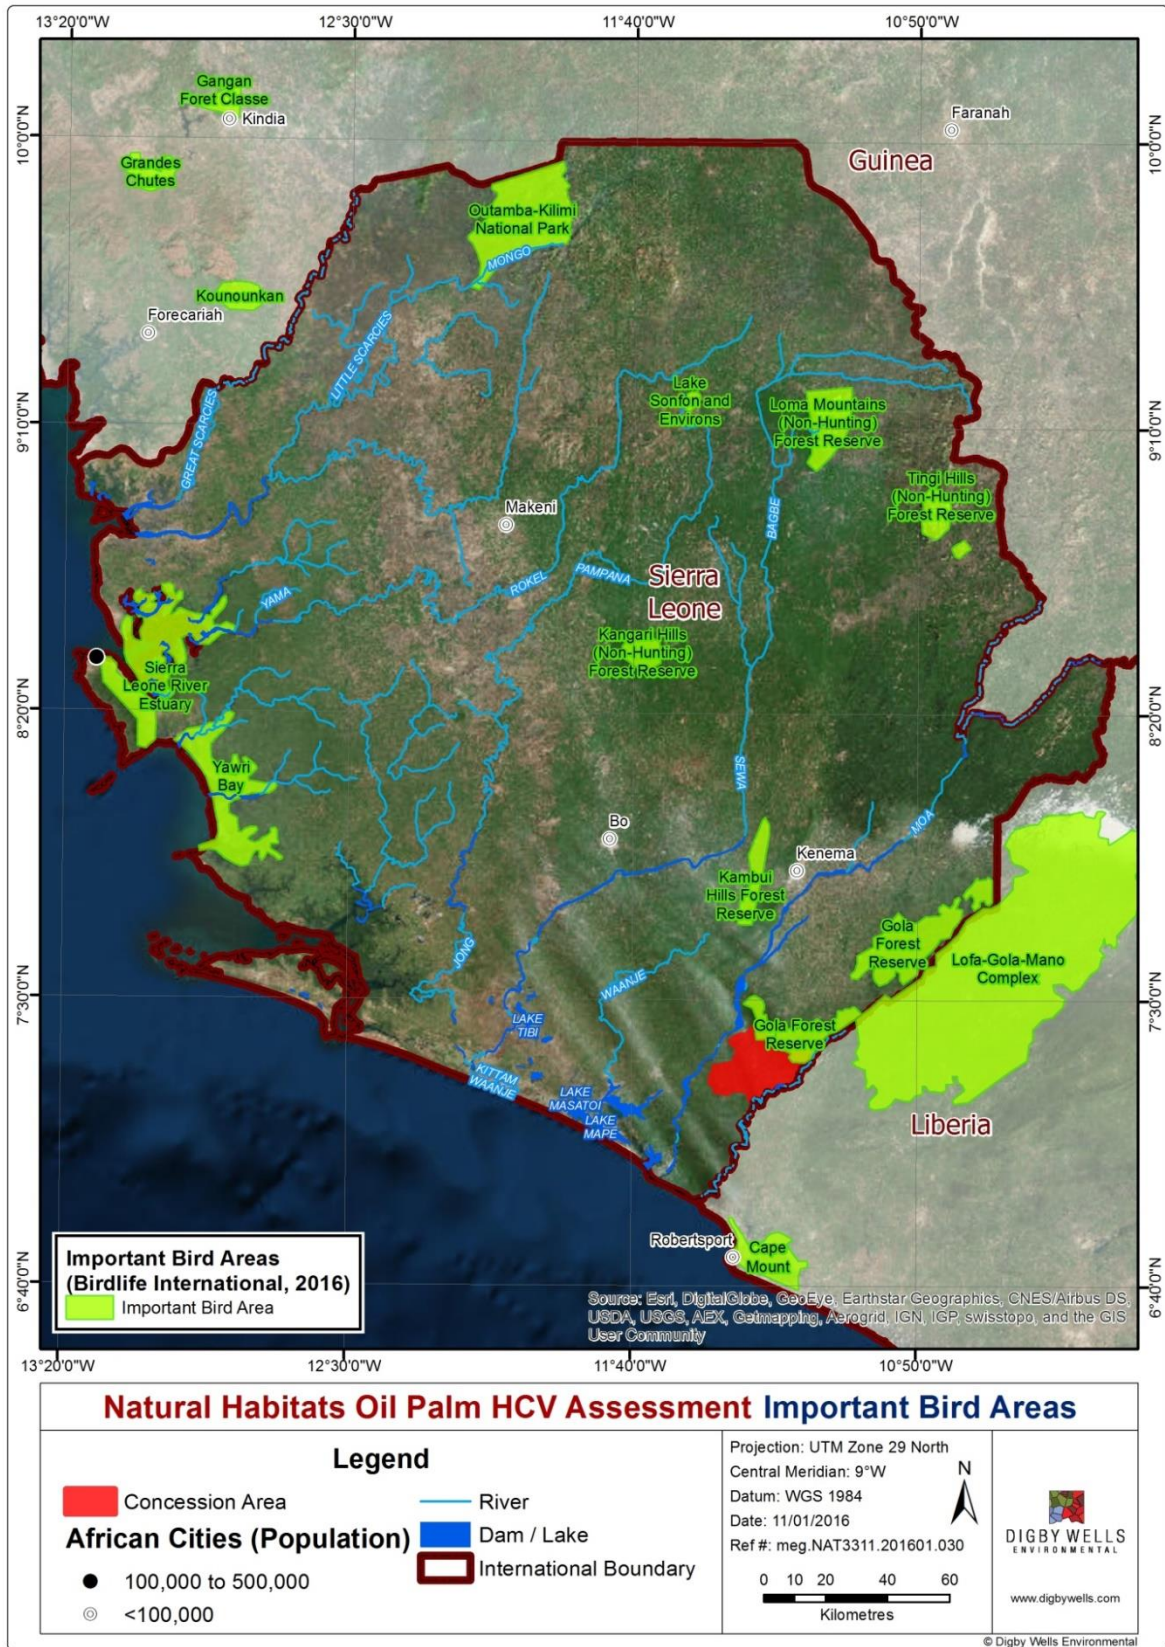 13°20'0"W
12°30'0"W
11°40'0"W
10°50'0"W
10°0'0"N
9°10'0"N
8°20'0"N
7°30'0"N
6°40'0"N
10°0'0"N
9°10'0"N
8°20'0"N
7°30'0"N
6°40'0"N
Gangan
Foret Classe
Kindia
Faranah
Grandes
Chutes
Guinea
Outamba-Kilimi
National Park
MONGO
Kounounkan
Forecariah
LITTLE SCARCIES
GREAT SCARCIES
Lake
Sonfon and
Environs
Loma Mountains
(Non-Hunting)
Forest Reserve
Tingi Hills
(Non-Hunting)
Forest Reserve
Makeni
BAGBE
ROKEL
PAMPANA
Sierra
Leone
YAMA
Kangari Hills
(Non-Hunting)
Forest Reserve
Sierra
Leone River
Estuary
Yawri
Bay
SEWA
MOA
Bo
Kenema
Kambui
Hills Forest
Reserve
Gola
Forest
Reserve
Lofa-Gola-Mano
Complex
JONG
WAANJE
LAKE
TIBI
Gola Forest
Reserve
KITTAM
WAANJE
LAKE
MASATOI
LAKE
MAPE
Liberia
Robertsport
Cape
Mount
Important Bird Areas
(Birdlife International, 2016)
Important Bird Area
Source: Esri, DigitalGlobe, GeoEye, Earthstar Geographics, CNES/Airbus DS,
USDA, USGS, AEX, Getmapping, Aerogrid, IGN, IGP, swisstopo, and the GIS
User Community
13°20'0"W
12°30'0"W
11°40'0"W
10°50'0"W
Natural Habitats Oil Palm HCV Assessment Important Bird Areas
Legend
Concession Area
African Cities (Population)
100,000 to 500,000
<100,000
River
Dam / Lake
International Boundary
Projection: UTM Zone 29 North
Central Meridian: 9°W
Datum: WGS 1984
Date: 11/01/2016
Ref #: meg.NAT3311.201601.030
N
0 10 20 40 60
Kilometres
DIGBY WELLS
ENVIRONMENTAL
www.digbywells.com
© Digby Wells Environmental